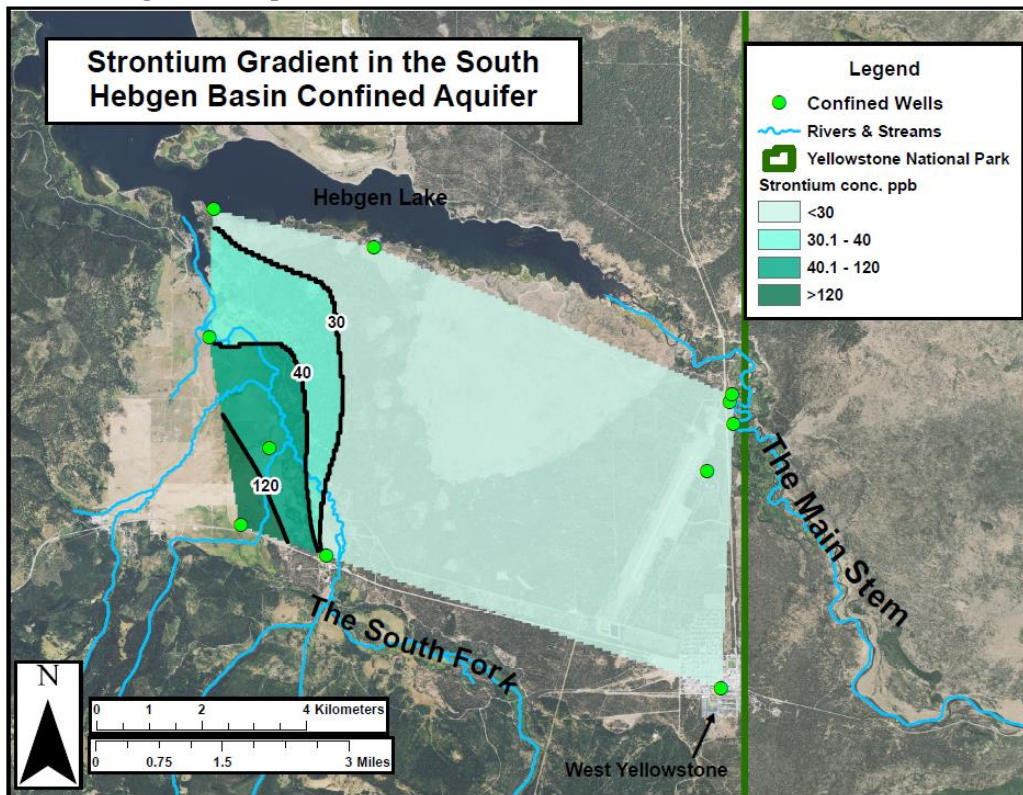 Strontium Gradient in the South
Hebgen Basin Confined Aquifer
Legend
Confined Wells
Rivers & Streams
Yellowstone National Park
Strontium conc. ppb
<30
30.1 - 40
40.1 - 120
>120
Hebgen Lake
30
40
120
The Main Stem
The South Fork
West Yellowstone
N
0 1 2 4 Kilometers
0 0.75 1.5 3 Miles